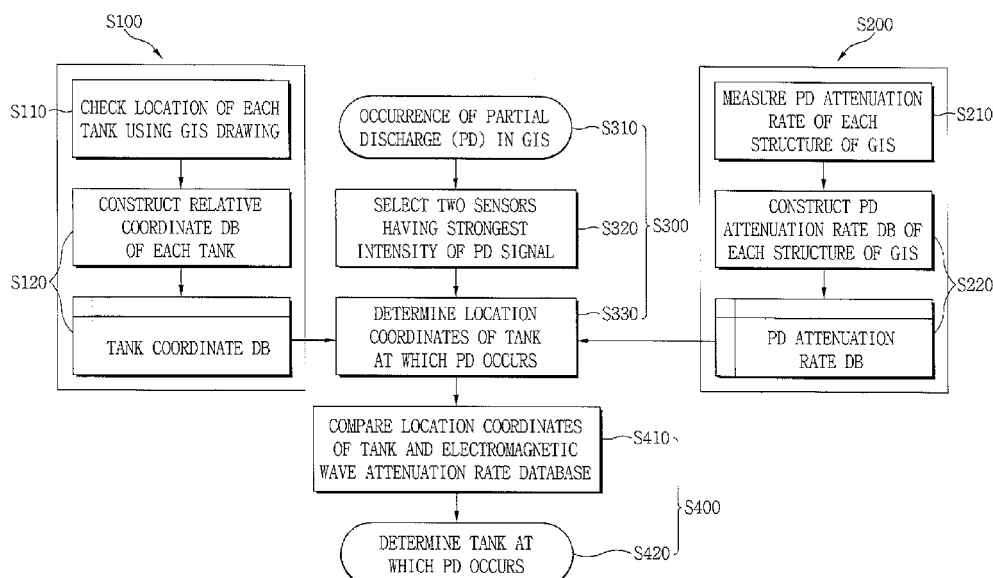 S100
S110
CHECK LOCATION OF EACH
TANK USING GIS DRAWING
CONSTRUCT RELATIVE
COORDINATE DB
OF EACH TANK
S120
TANK COORDINATE DB
OCCURRENCE OF PARTIAL
DISCHARGE (PD) IN GIS
S310
SELECT TWO SENSORS
HAVING STRONGEST
INTENSITY OF PD SIGNAL
S320
S300
DETERMINE LOCATION
COORDINATES OF TANK
AT WHICH PD OCCURS
S330
S200
MEASURE PD ATTENUATION
RATE OF EACH
STRUCTURE OF GIS
S210
CONSTRUCT PD
ATTENUATION RATE DB OF
EACH STRUCTURE OF GIS
S220
PD ATTENUATION
RATE DB
COMPARE LOCATION COORDINATES
OF TANK AND ELECTROMAGNETIC
WAVE ATTENUATION RATE DATABASE
S410
S400
DETERMINE TANK AT
WHICH PD OCCURS
S420